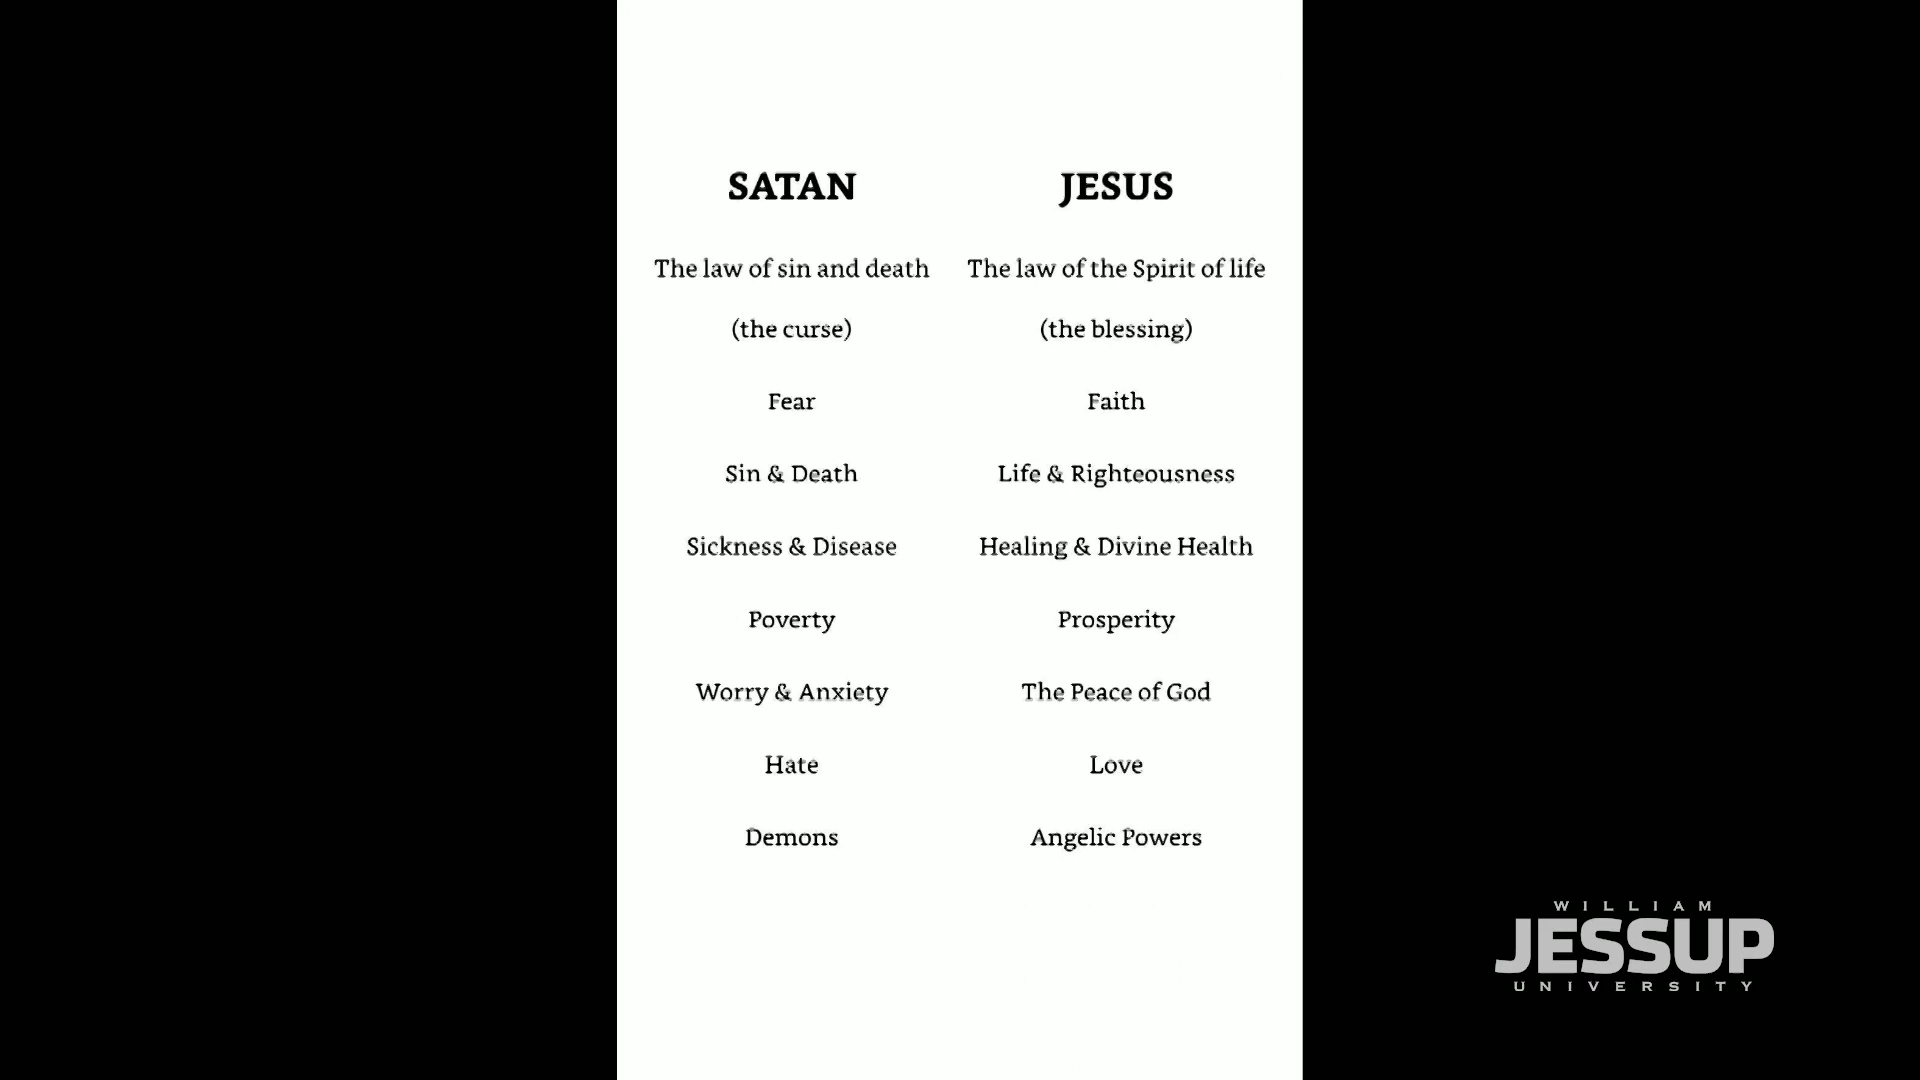 SATAN JESUS
The law of sin and death The law of the Spirit of life
(the curse) (the blessing)
Fear Faith
Sin & Death Life & Righteousness
Sickness & Disease Healing & Divine Health
Poverty Prosperity
Worry & Anxiety The Peace of God
Hate Love
Demons Angelic Powers
WILLIAM
JESSUP
UNIVERSITY